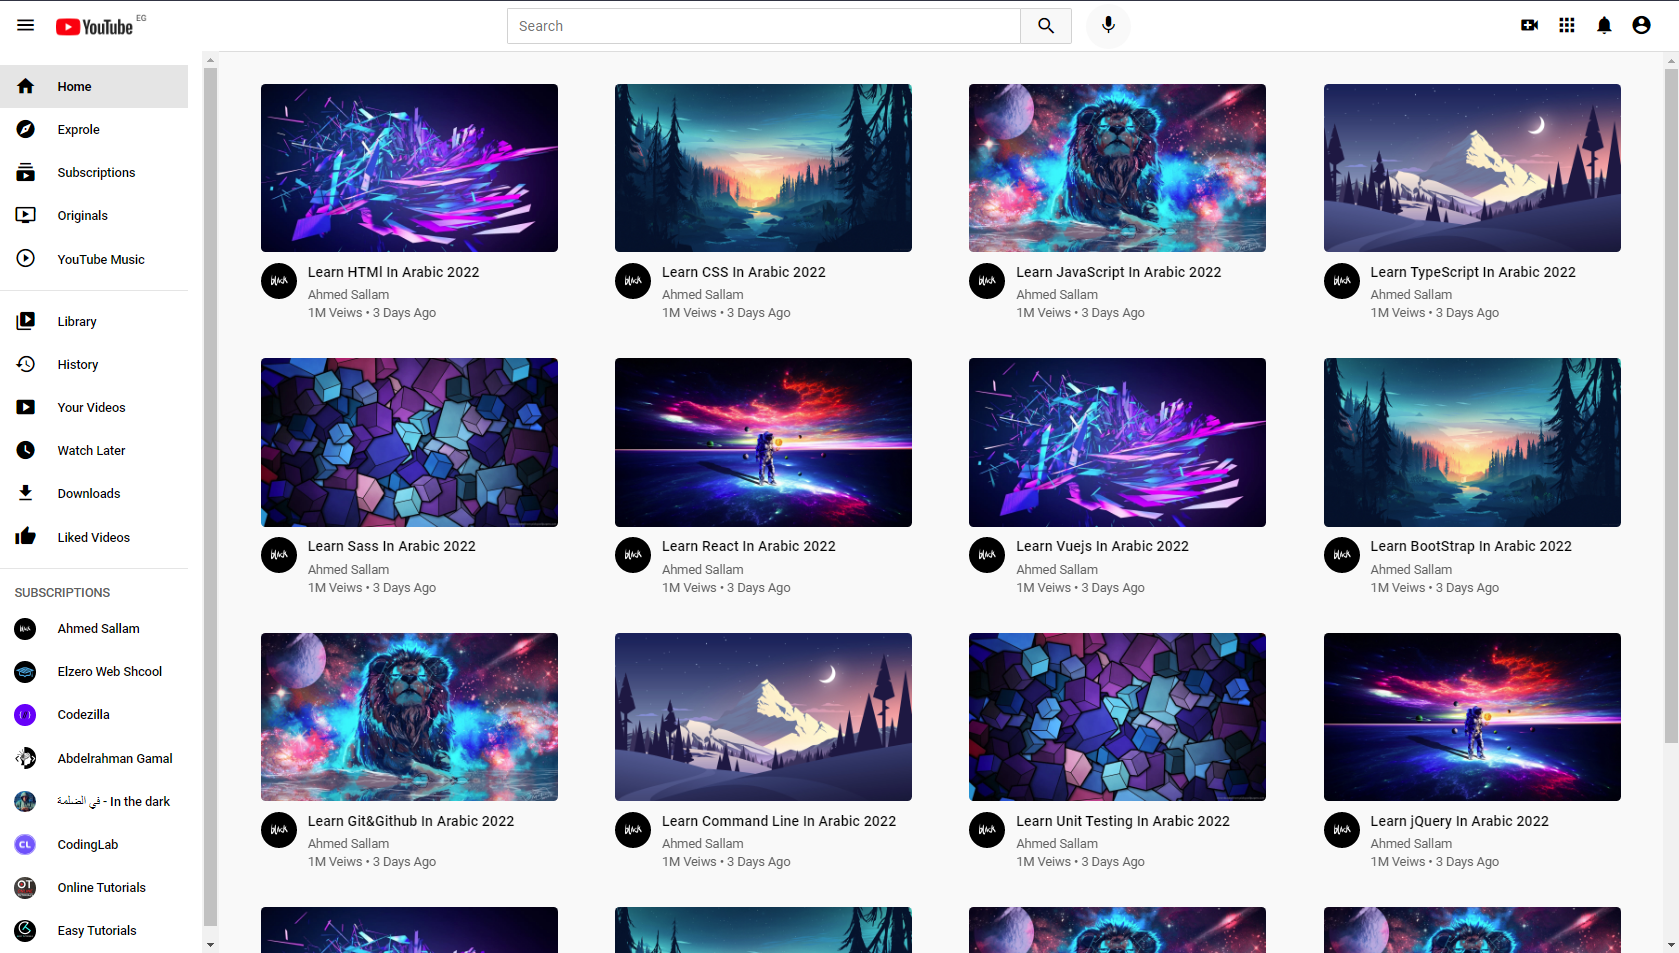 YouTube EG
Search
Home
Exprole
Subscriptions
Originals
YouTube Music
Library
History
Your Videos
Watch Later
Downloads
Liked Videos
SUBSCRIPTIONS
Ahmed Sallam
Elzero Web Shcool
Codezilla
Abdelrahman Gamal
في الضلمة - In the dark
CL
CodingLab
OT
Online Tutorials
Easy Tutorials
Learn HTMl In Arabic 2022
Ahmed Sallam
1M Veiws • 3 Days Ago
Learn CSS In Arabic 2022
Ahmed Sallam
1M Veiws • 3 Days Ago
Learn JavaScript In Arabic 2022
Ahmed Sallam
1M Veiws • 3 Days Ago
Learn TypeScript In Arabic 2022
Ahmed Sallam
1M Veiws • 3 Days Ago
Learn Sass In Arabic 2022
Ahmed Sallam
1M Veiws • 3 Days Ago
Learn React In Arabic 2022
Ahmed Sallam
1M Veiws • 3 Days Ago
Learn Vuejs In Arabic 2022
Ahmed Sallam
1M Veiws • 3 Days Ago
Learn BootStrap In Arabic 2022
Ahmed Sallam
1M Veiws • 3 Days Ago
Learn Git&Github In Arabic 2022
Ahmed Sallam
1M Veiws • 3 Days Ago
Learn Command Line In Arabic 2022
Ahmed Sallam
1M Veiws • 3 Days Ago
Learn Unit Testing In Arabic 2022
Ahmed Sallam
1M Veiws • 3 Days Ago
Learn jQuery In Arabic 2022
Ahmed Sallam
1M Veiws • 3 Days Ago